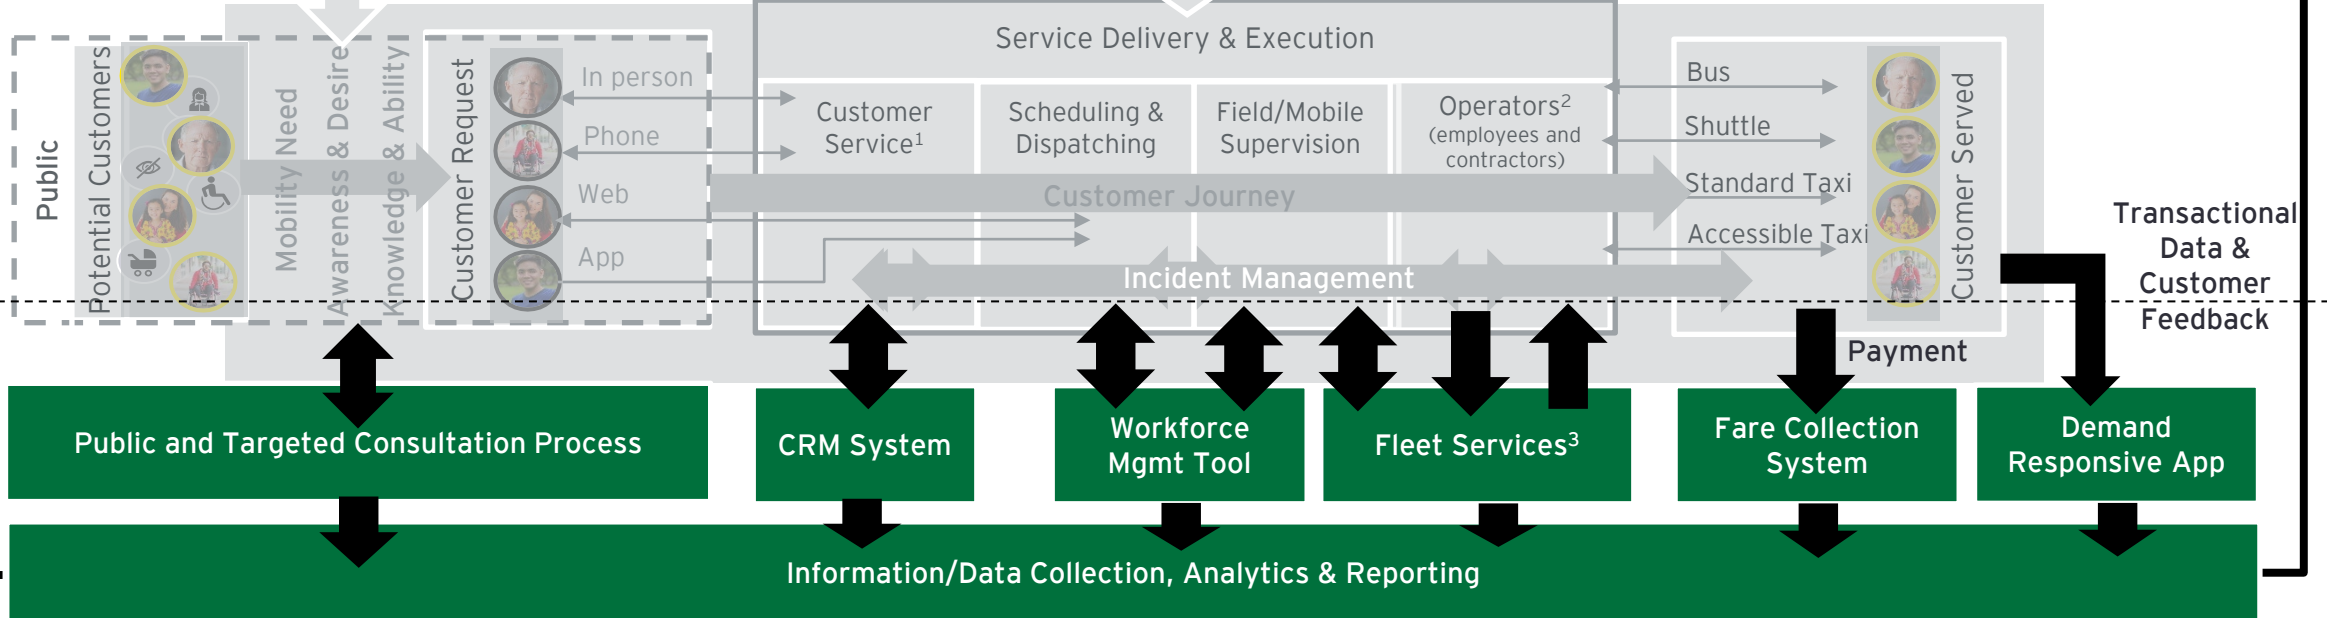 Public
Potential Customers
Mobility Need
Awareness & Desire
Knowledge & Ability
Customer Request
In person
Phone
Web
App
Service Delivery & Execution
Customer
Service¹
Scheduling &
Dispatching
Field/Mobile
Supervision
Operators²
(employees and
contractors)
Customer Journey
Incident Management
Bus
Shuttle
Standard Taxi
Accessible Taxi
Customer Served
Transactional
Data &
Customer
Feedback
Payment
Public and Targeted Consultation Process
CRM System
Workforce
Mgmt Tool
Fleet Services³
Fare Collection
System
Demand
Responsive App
Information/Data Collection, Analytics & Reporting